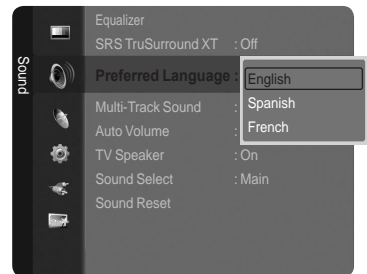 Sound
Equalizer
SRS TruSurround XT : Off
Preferred Language :
English
Spanish
French
Multi-Track Sound :
Auto Volume :
TV Speaker : On
Sound Select : Main
Sound Reset